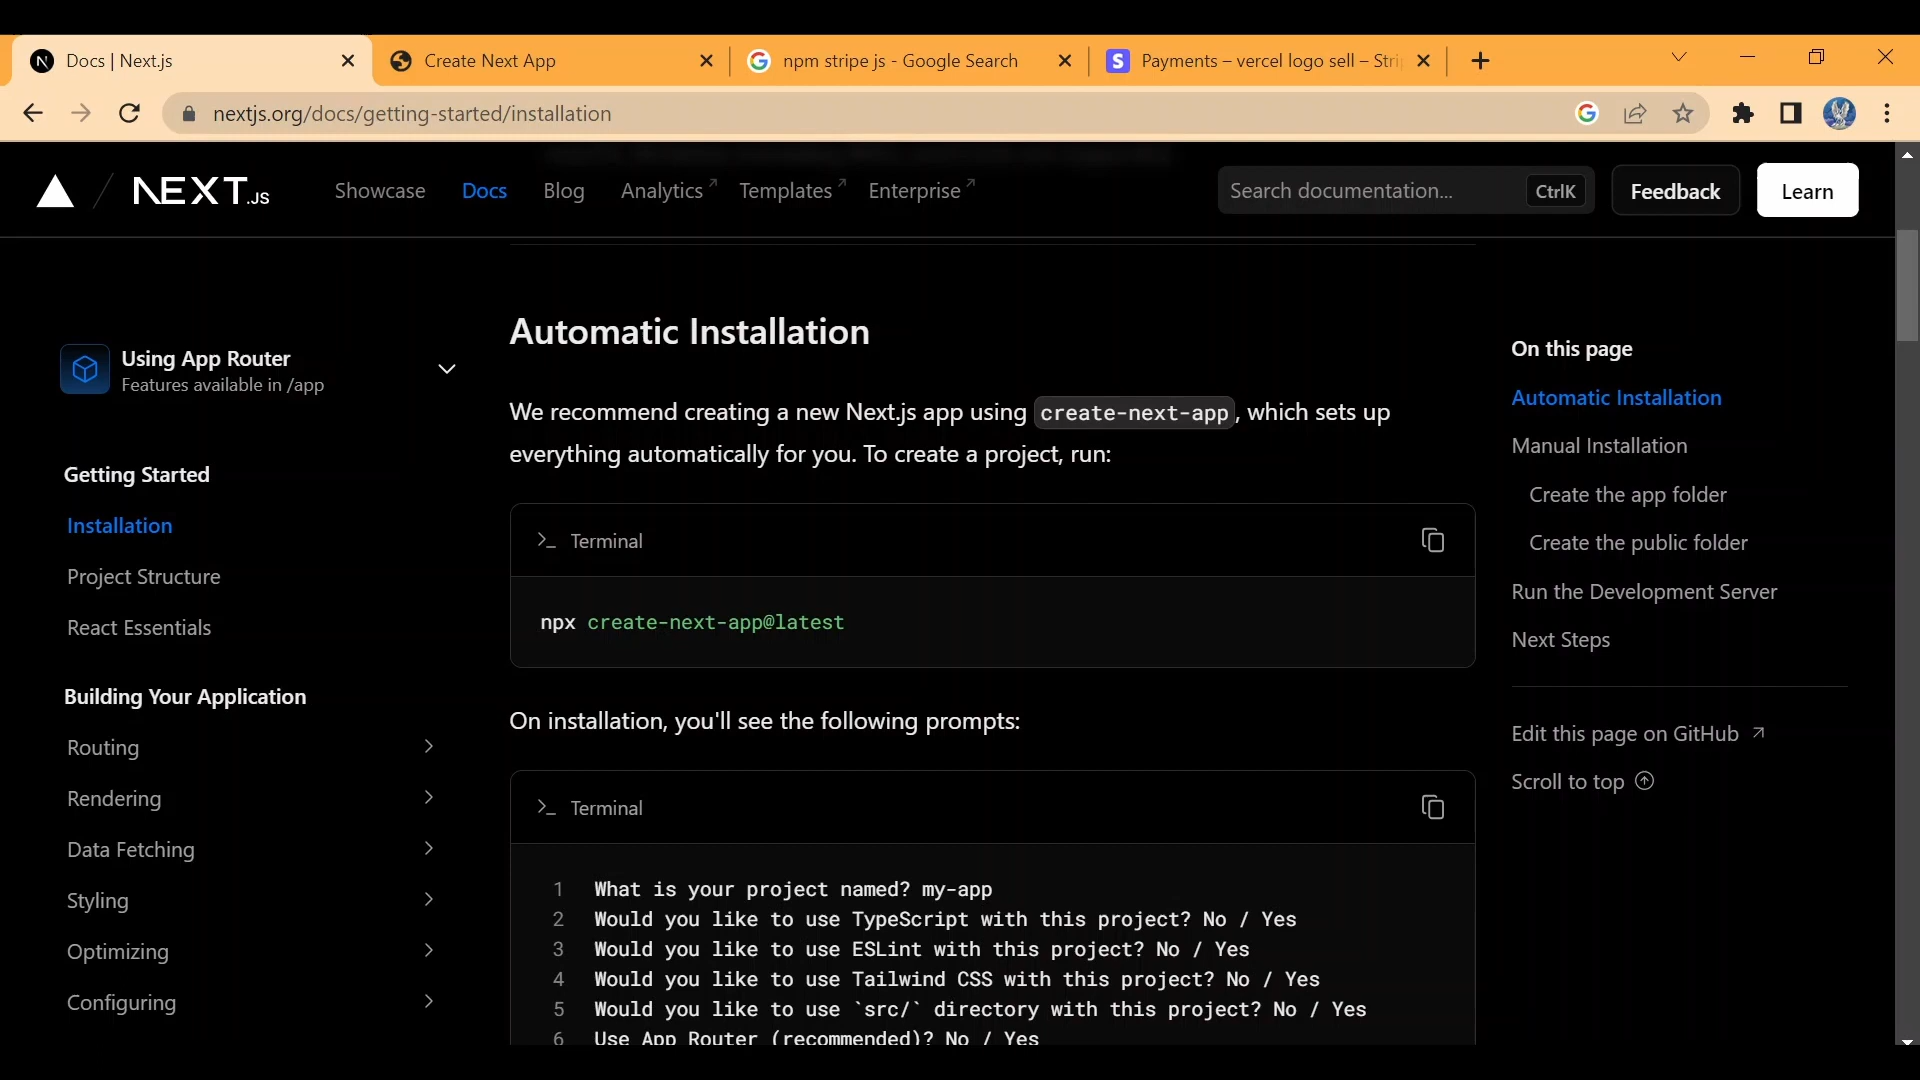 Docs | Next.js
Create Next App
npm stripe js - Google Search
Payments – vercel logo sell – Stri
nextjs.org/docs/getting-started/installation
NEXT.JS
Showcase
Docs
Blog
Analytics
Templates
Enterprise
Search documentation...
CtrlK
Feedback
Learn
Using App Router
Features available in /app
Getting Started
Installation
Project Structure
React Essentials
Building Your Application
Routing
Rendering
Data Fetching
Styling
Optimizing
Configuring
Automatic Installation
We recommend creating a new Next.js app using create-next-app, which sets up
everything automatically for you. To create a project, run:
>_ Terminal
npx create-next-app@latest
On installation, you'll see the following prompts:
>_ Terminal
1 What is your project named? my-app
2 Would you like to use TypeScript with this project? No / Yes
3 Would you like to use ESLint with this project? No / Yes
4 Would you like to use Tailwind CSS with this project? No / Yes
5 Would you like to use `src/` directory with this project? No / Yes
6 Use App Router (recommended)? No / Yes
On this page
Automatic Installation
Manual Installation
Create the app folder
Create the public folder
Run the Development Server
Next Steps
Edit this page on GitHub
Scroll to top